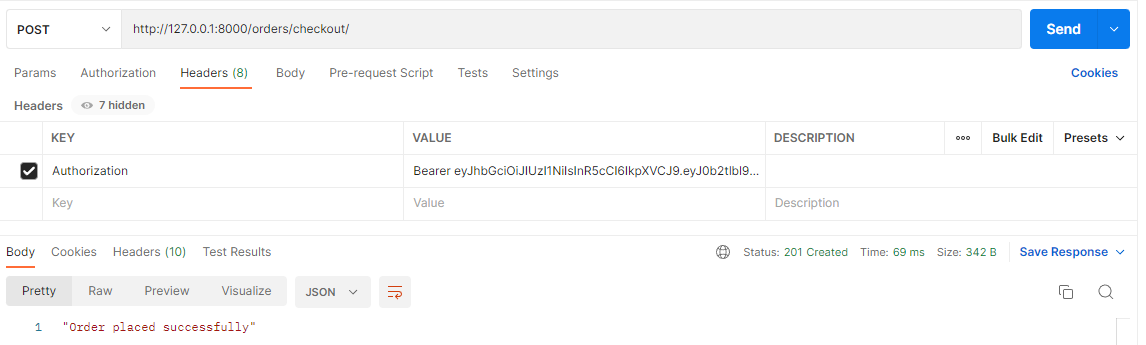 POST http://127.0.0.1:8000/orders/checkout/ Send
Params Authorization Headers (8) Body Pre-request Script Tests Settings Cookies
Headers 7 hidden
KEY VALUE DESCRIPTION ooo Bulk Edit Presets
Authorization Bearer eyJhbGciOiJIUzI1NiIsInR5cCI6IkpXVCJ9.eyJ0b2tlbl9...
Key Value Description
Body Cookies Headers (10) Test Results Status: 201 Created Time: 69 ms Size: 342 B Save Response
Pretty Raw Preview Visualize JSON
1 "Order placed successfully"